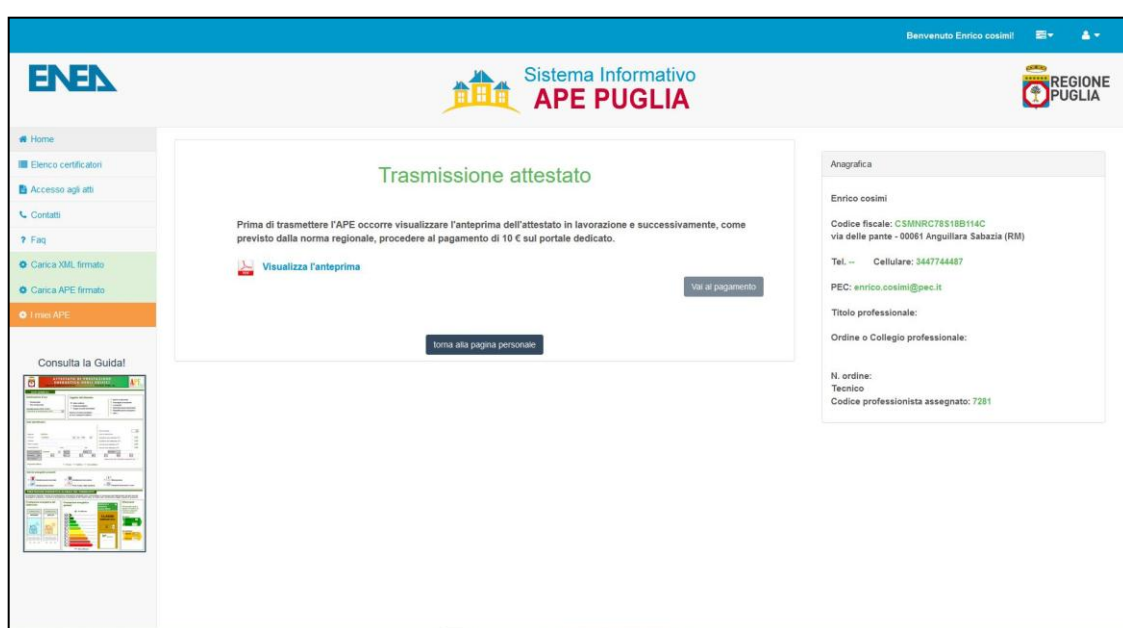 Benvenuto Enrico cosimi!
ENEA
Sistema Informativo
APE PUGLIA
REGIONE
PUGLIA
Home
Elenco certificatori
Accesso agli atti
Contatti
Faq
Carica XML firmato
Carica APE firmato
I miei APE
Consulta la Guida!
Trasmissione attestato
Prima di trasmettere l'APE occorre visualizzare l'anteprima dell'attestato in lavorazione e successivamente, come
previsto dalla norma regionale, procedere al pagamento di 10 € sul portale dedicato.
Visualizza l'anteprima
Vai al pagamento
torna alla pagina personale
Anagrafica
Enrico cosimi
Codice fiscale: CSMNRC78S18B114C
via delle pante - 00061 Anguillara Sabazia (RM)
Tel. -- Cellulare: 3447744487
PEC: enrico.cosimi@pec.it
Titolo professionale:
Ordine o Collegio professionale:
N. ordine:
Tecnico
Codice professionista assegnato: 7281